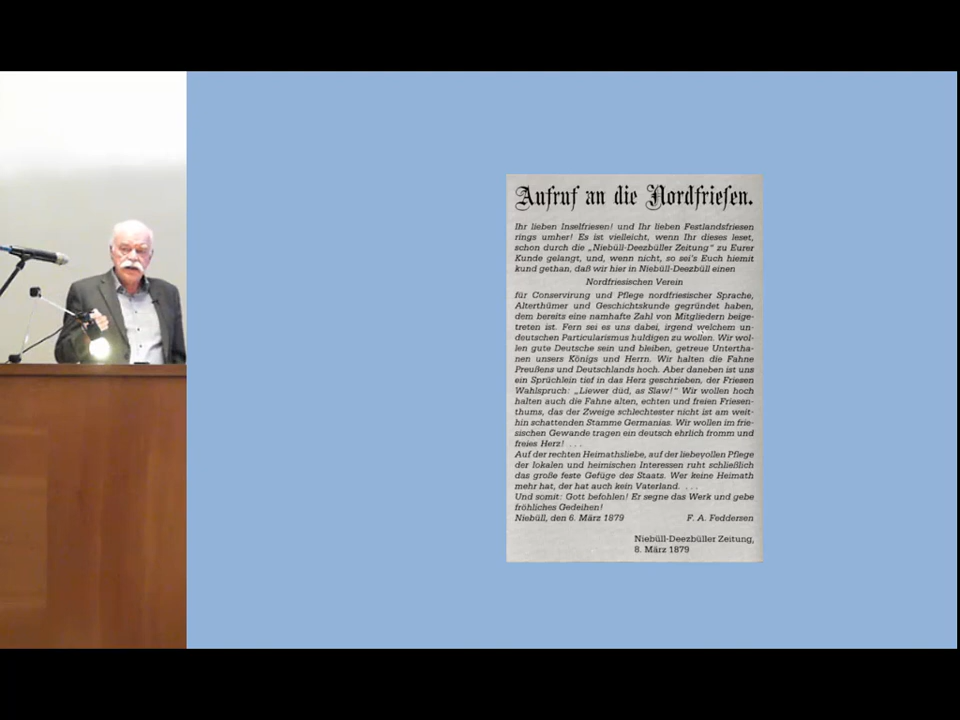 Aufruf an die Nordfriesen.
Ihr lieben Inselfriesen! und Ihr lieben Festlandsfriesen
rings umher! Es ist vielleicht, wenn Ihr dieses leset,
schon durch die „Niebüll-Deezbüller Zeitung" zu Eurer
Kunde gelangt, und, wenn nicht, so sei's Euch hiemit
kund gethan, daß wir hier in Niebüll-Deezbüll einen
Nordfriesischen Verein
für Conservirung und Pflege nordfriesischer Sprache,
Alterthümer und Geschichtskunde gegründet haben,
dem bereits eine namhafte Zahl von Mitgliedern beige-
treten ist. Fern sei es uns dabei, irgend welchem un-
deutschen Particularismus huldigen zu wollen. Wir wol-
len gute Deutsche sein und bleiben, getreue Untertha-
nen unsers Königs und Herrn. Wir halten die Fahne
Preußens und Deutschlands hoch. Aber daneben ist uns
ein Sprüchlein tief in das Herz geschrieben, der Friesen
Wahlspruch: „Liewer düd, as Slaw!" Wir wollen hoch
halten auch die Fahne alten, echten und freien Friesen-
thums, das der Zweige schlechtester nicht ist am weit-
hin schattenden Stamme Germanias. Wir wollen im frie-
sischen Gewande tragen ein deutsch ehrlich fromm und
freies Herz! . . .
Auf der rechten Heimathsliebe, auf der liebevollen Pflege
der lokalen und heimischen Interessen ruht schließlich
das große feste Gefüge des Staats. Wer keine Heimath
mehr hat, der hat auch kein Vaterland. . . .
Und somit: Gott befohlen! Er segne das Werk und gebe
fröhliches Gedeihen!
Niebüll, den 6. März 1879 F. A. Feddersen
Niebüll-Deezbüller Zeitung,
8. März 1879